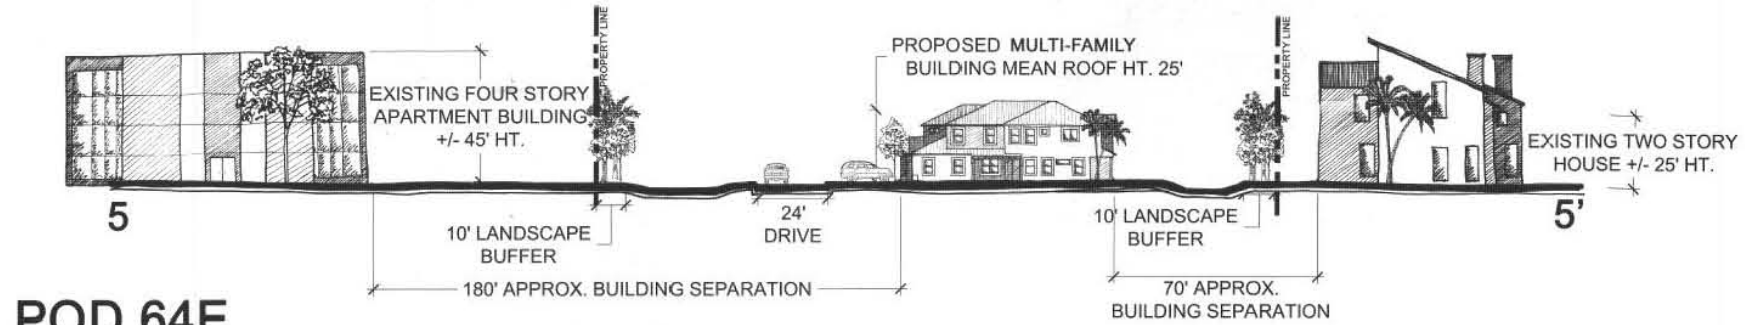 PROPERTY LINE
PROPERTY LINE
PROPOSED MULTI-FAMILY
BUILDING MEAN ROOF HT. 25'
EXISTING FOUR STORY
APARTMENT BUILDING
+/- 45' HT.
EXISTING TWO STORY
HOUSE +/- 25' HT.
5
5'
10' LANDSCAPE
BUFFER
24'
DRIVE
10' LANDSCAPE
BUFFER
180' APPROX. BUILDING SEPARATION
70' APPROX.
BUILDING SEPARATION
POD 64F